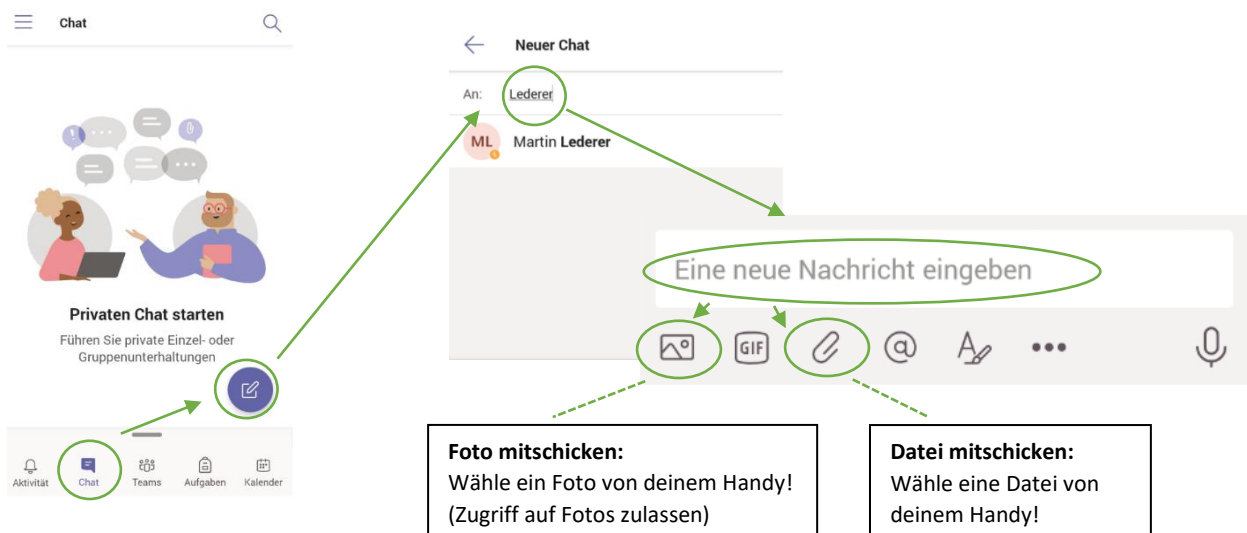 Chat
Privaten Chat starten
Führen Sie private Einzel- oder
Gruppenunterhaltungen
Aktivität Chat Teams Aufgaben Kalender
Neuer Chat
An: Lederer
ML Martin Lederer
Eine neue Nachricht eingeben
GIF
Foto mitschicken:
Wähle ein Foto von deinem Handy!
(Zugriff auf Fotos zulassen)
Datei mitschicken:
Wähle eine Datei von
deinem Handy!